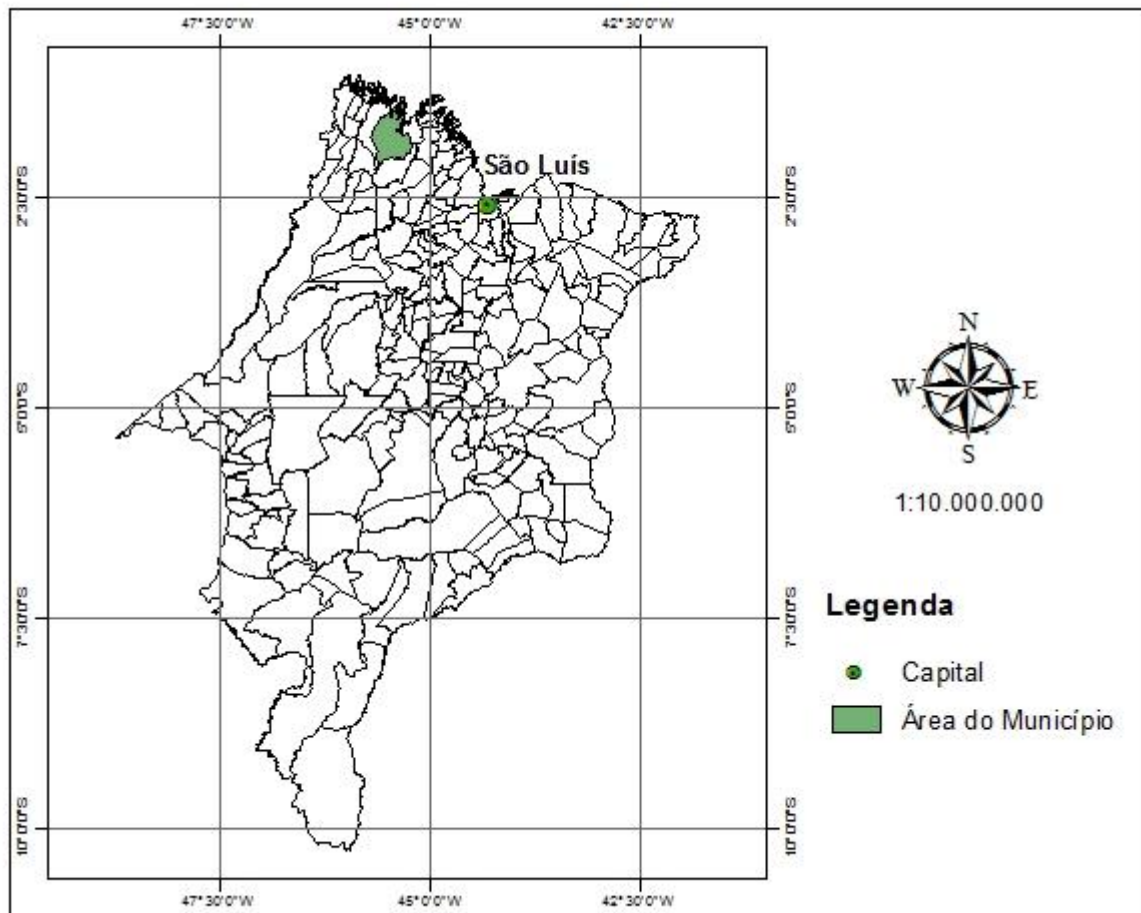 47°30'0"W 45°0'0"W 42°30'0"W
São Luís
2°30'0"S 2°30'0"S
5°0'0"S 5°0'0"S
7°30'0"S 7°30'0"S
10°0'0"S 10°0'0"S
47°30'0"W 45°0'0"W 42°30'0"W
N
W E
S
1:10.000.000
Legenda
Capital
Área do Município